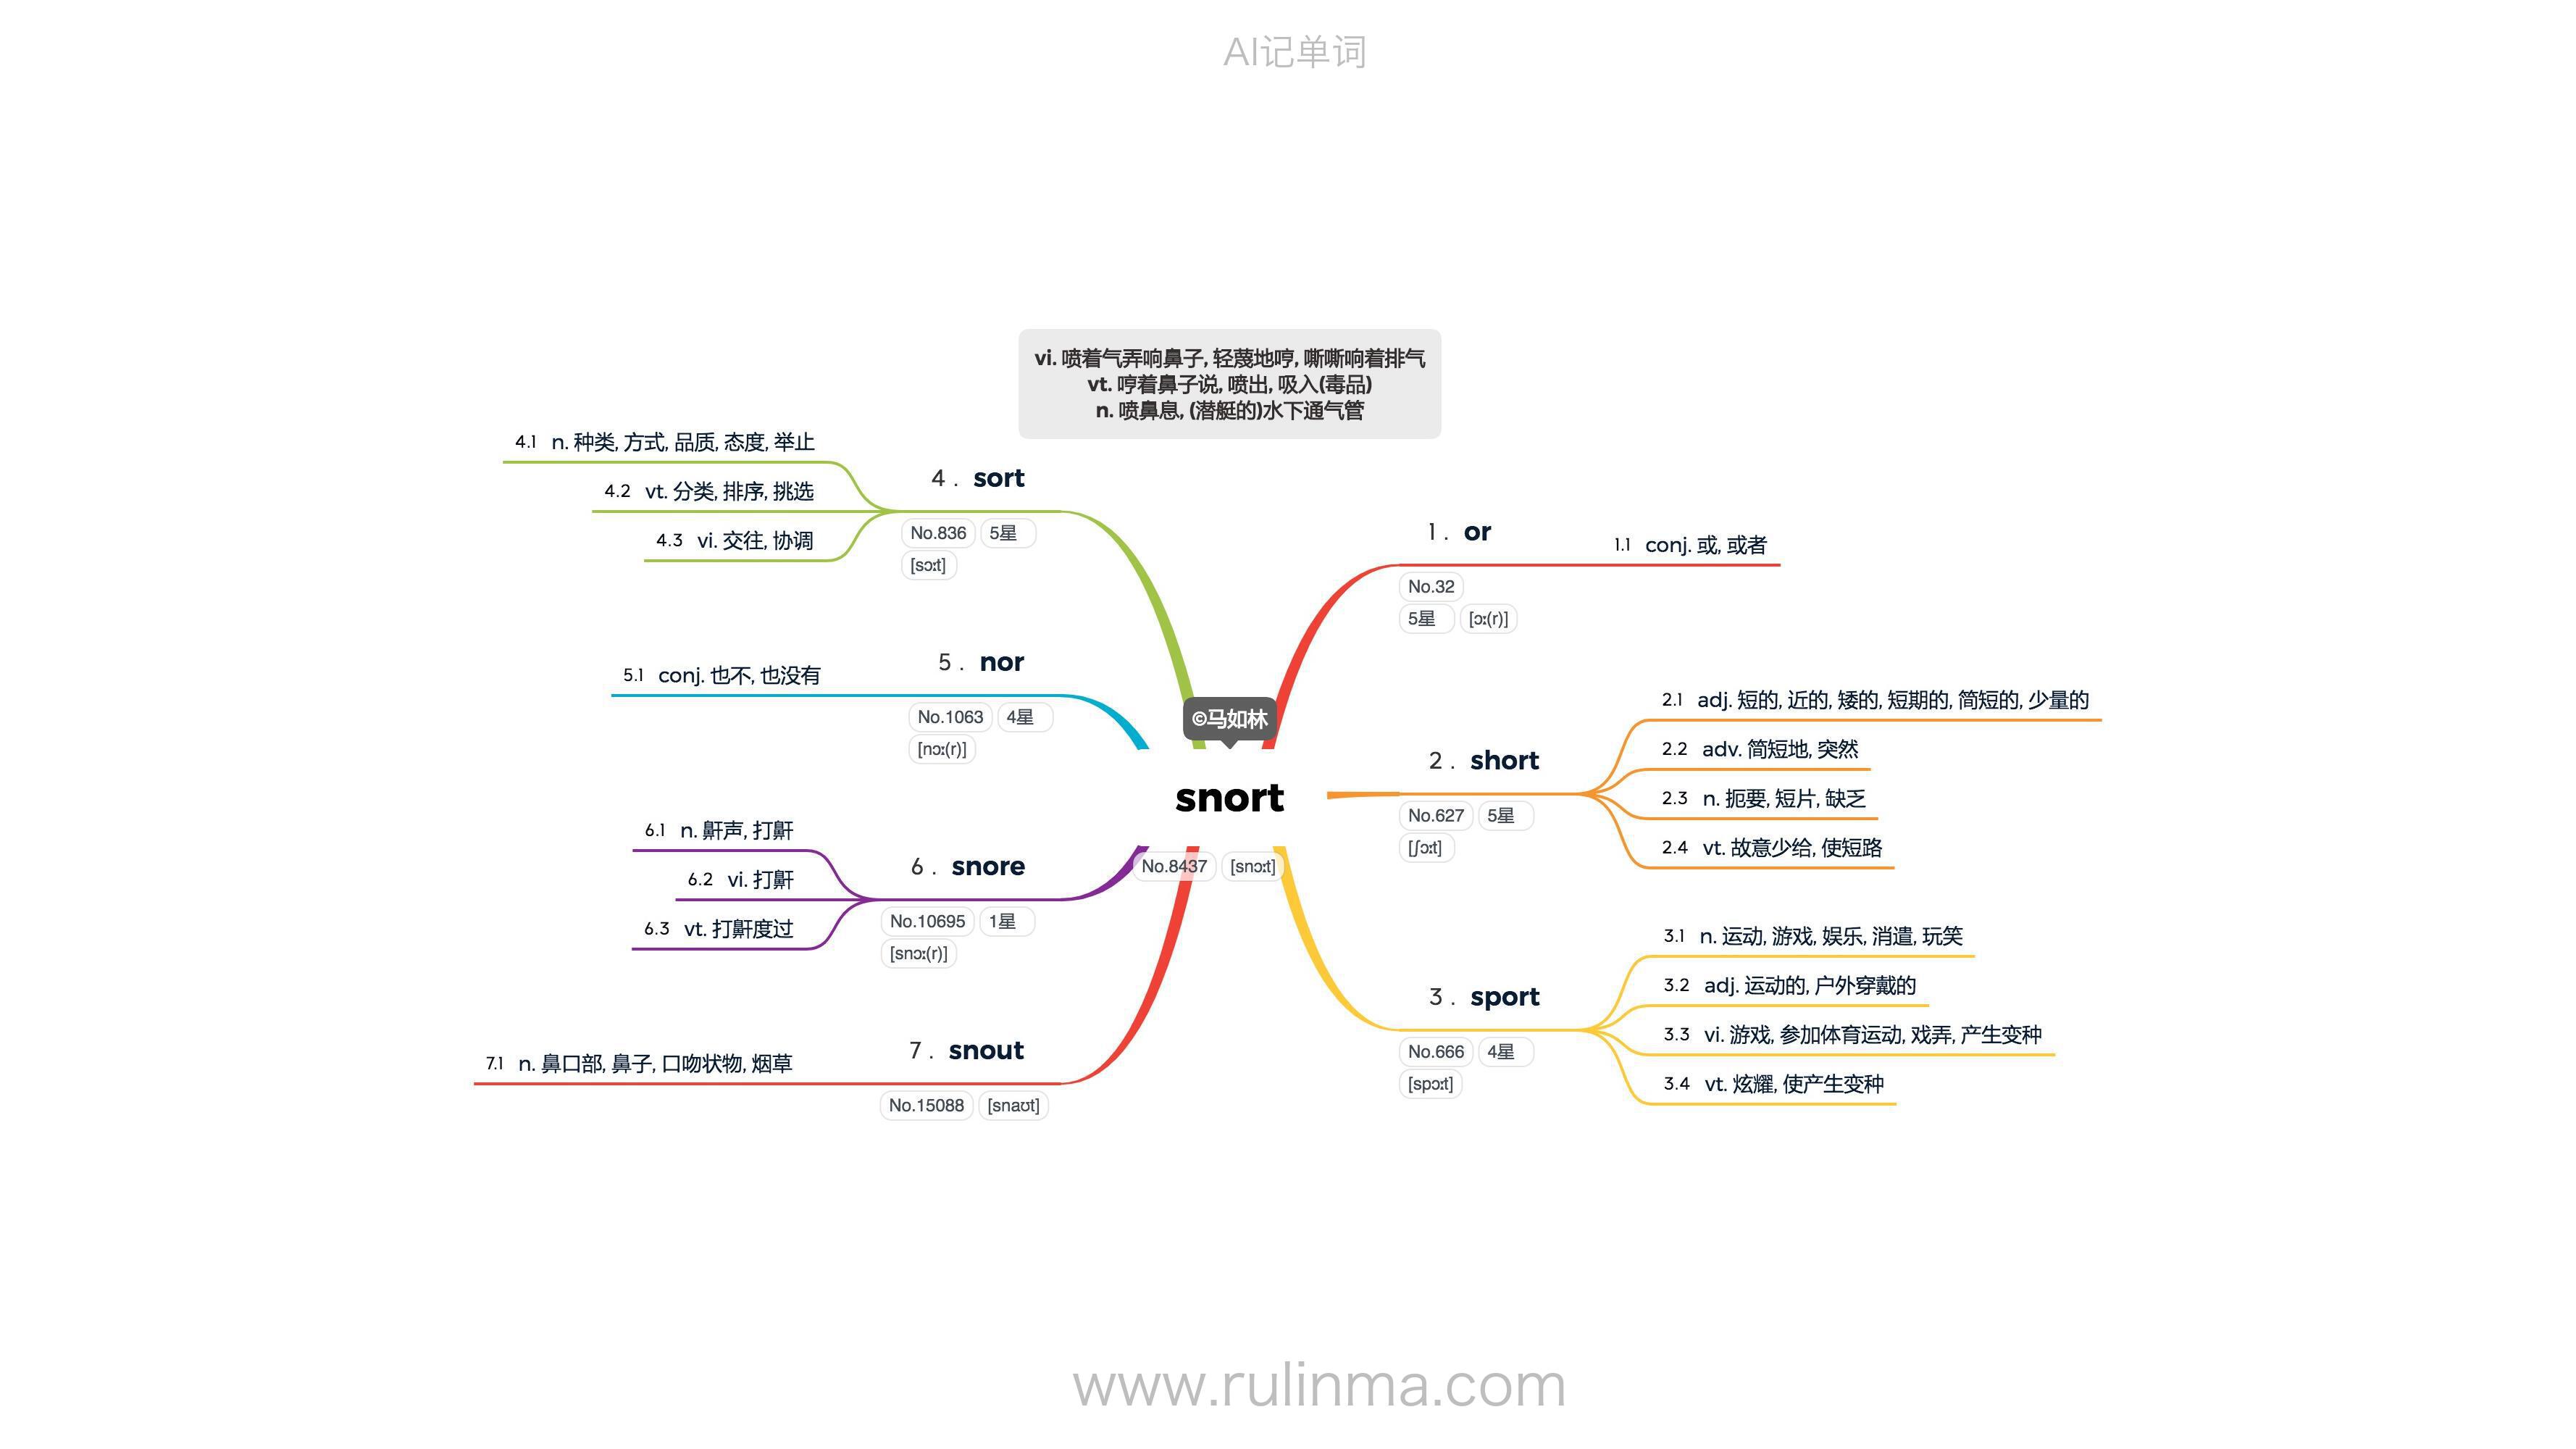 AI记单词
vi. 喷着气弄响鼻子, 轻蔑地哼, 嘶嘶响着排气
vt. 哼着鼻子说, 喷出, 吸入(毒品)
n. 喷鼻息, (潜艇的)水下通气管
©马如林
snort
No.8437 [snɔːt]
1 . or
No.32
5星 [ɔː(r)]
1.1 conj. 或, 或者
2 . short
No.627 5星
[ʃɔːt]
2.1 adj. 短的, 近的, 矮的, 短期的, 简短的, 少量的
2.2 adv. 简短地, 突然
2.3 n. 扼要, 短片, 缺乏
2.4 vt. 故意少给, 使短路
3 . sport
No.666 4星
[spɔːt]
3.1 n. 运动, 游戏, 娱乐, 消遣, 玩笑
3.2 adj. 运动的, 户外穿戴的
3.3 vi. 游戏, 参加体育运动, 戏弄, 产生变种
3.4 vt. 炫耀, 使产生变种
4 . sort
No.836 5星
[sɔːt]
4.1 n. 种类, 方式, 品质, 态度, 举止
4.2 vt. 分类, 排序, 挑选
4.3 vi. 交往, 协调
5 . nor
No.1063 4星
[nɔː(r)]
5.1 conj. 也不, 也没有
6 . snore
No.10695 1星
[snɔː(r)]
6.1 n. 鼾声, 打鼾
6.2 vi. 打鼾
6.3 vt. 打鼾度过
7 . snout
No.15088 [snaʊt]
7.1 n. 鼻口部, 鼻子, 口吻状物, 烟草
www.rulinma.com